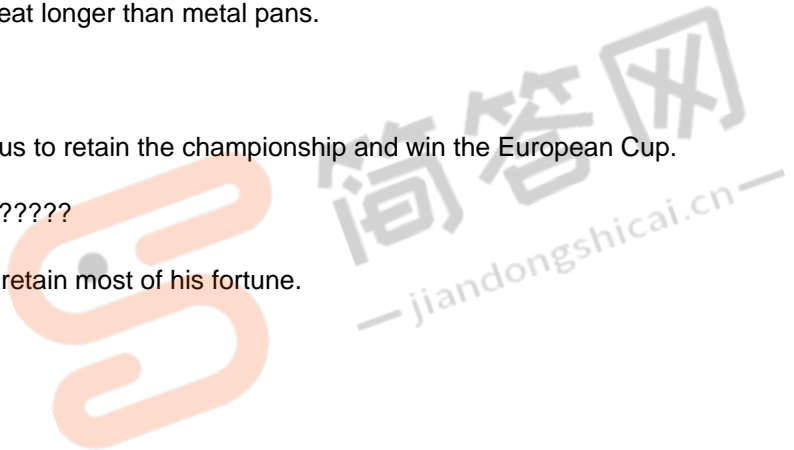 eat longer than metal pans.
us to retain the championship and win the European Cup.
?????
retain most of his fortune.
简答网
jiandongshicai.cn